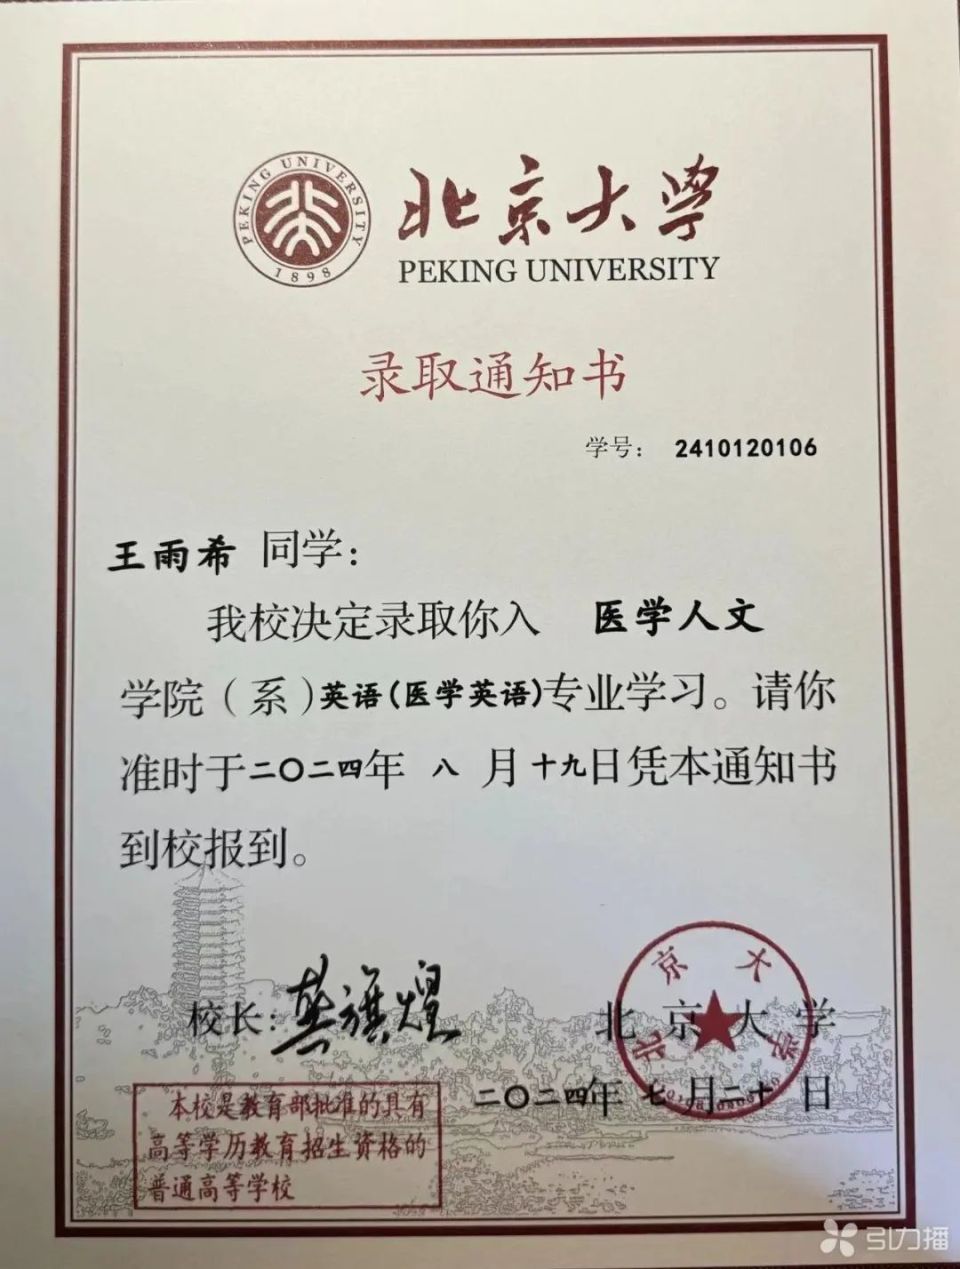 PEKING UNIVERSITY
1898
北京大学
PEKING UNIVERSITY
录取通知书
学号： 2410120106
王雨希 同学：
我校决定录取你入 医学人文
学院（系）英语(医学英语)专业学习。请你
准时于二〇二四年 八 月十九日凭本通知书
到校报到。
校长：龚旗煌
北京大学
北京大学
二〇二四年 七 月二十日
本校是教育部批准的具有
高等学历教育招生资格的
普通高等学校
引力播